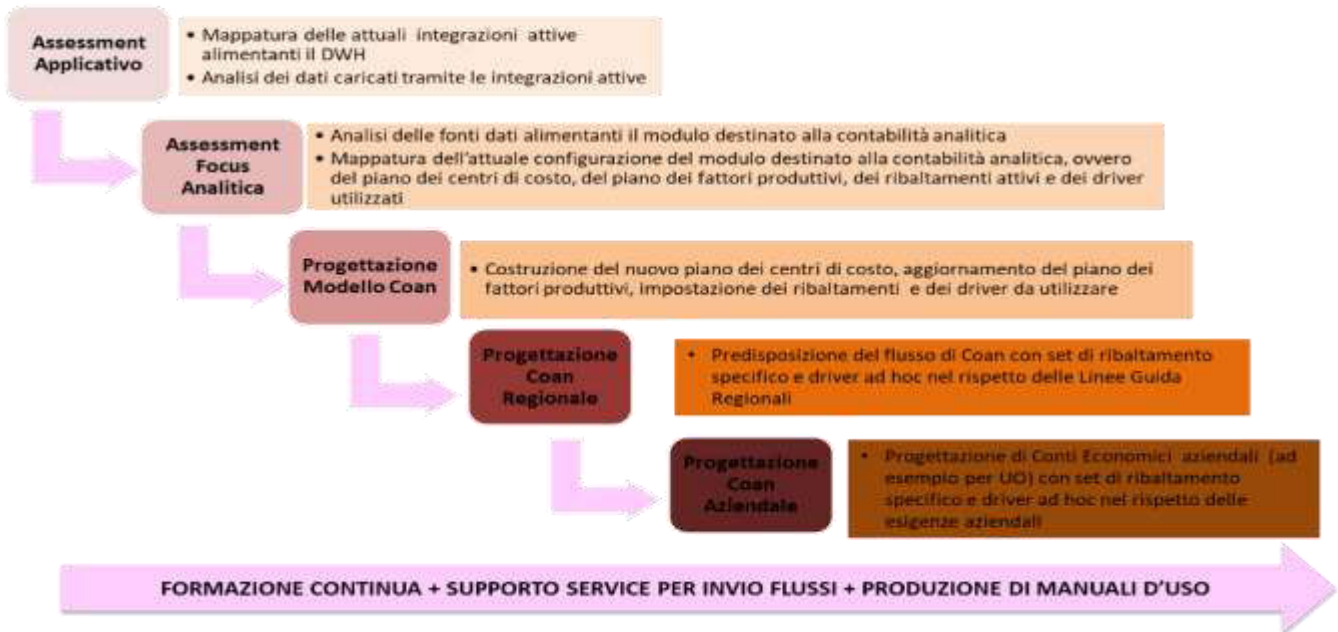 Assessment
Applicativo
• Mappatura delle attuali integrazioni attive
alimentanti il DWH
• Analisi dei dati caricati tramite le integrazioni attive
Assessment
Focus
Analitica
• Analisi delle fonti dati alimentanti il modulo destinato alla contabilità analitica
• Mappatura dell'attuale configurazione del modulo destinato alla contabilità analitica, ovvero
del piano dei centri di costo, del piano dei fattori produttivi, dei ribaltamenti attivi e dei driver
utilizzati
Progettazione
Modello Coan
• Costruzione del nuovo piano dei centri di costo, aggiornamento del piano dei
fattori produttivi, impostazione dei ribaltamenti e dei driver da utilizzare
Progettazione
Coan
Regionale
• Predisposizione del flusso di Coan con set di ribaltamento
specifico e driver ad hoc nel rispetto delle Linee Guida
Regionali
Progettazione
Coan
Aziendale
• Progettazione di Conti Economici aziendali (ad
esempio per UO) con set di ribaltamento
specifico e driver ad hoc nel rispetto delle
esigenze aziendali
FORMAZIONE CONTINUA + SUPPORTO SERVICE PER INVIO FLUSSI + PRODUZIONE DI MANUALI D'USO